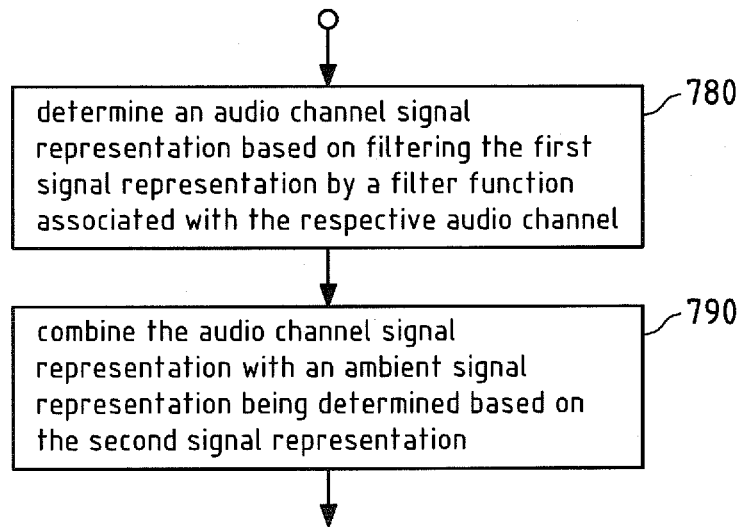 determine an audio channel signal
representation based on filtering the first
signal representation by a filter function
associated with the respective audio channel
780
combine the audio channel signal
representation with an ambient signal
representation being determined based on
the second signal representation
790